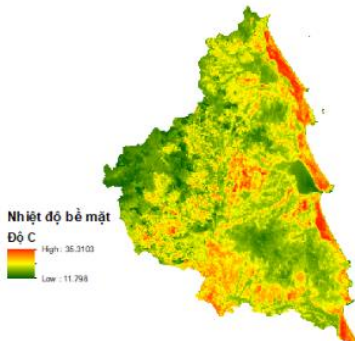 Nhiệt độ bề mặt
Độ C
High : 35.3103
Low : 11.798